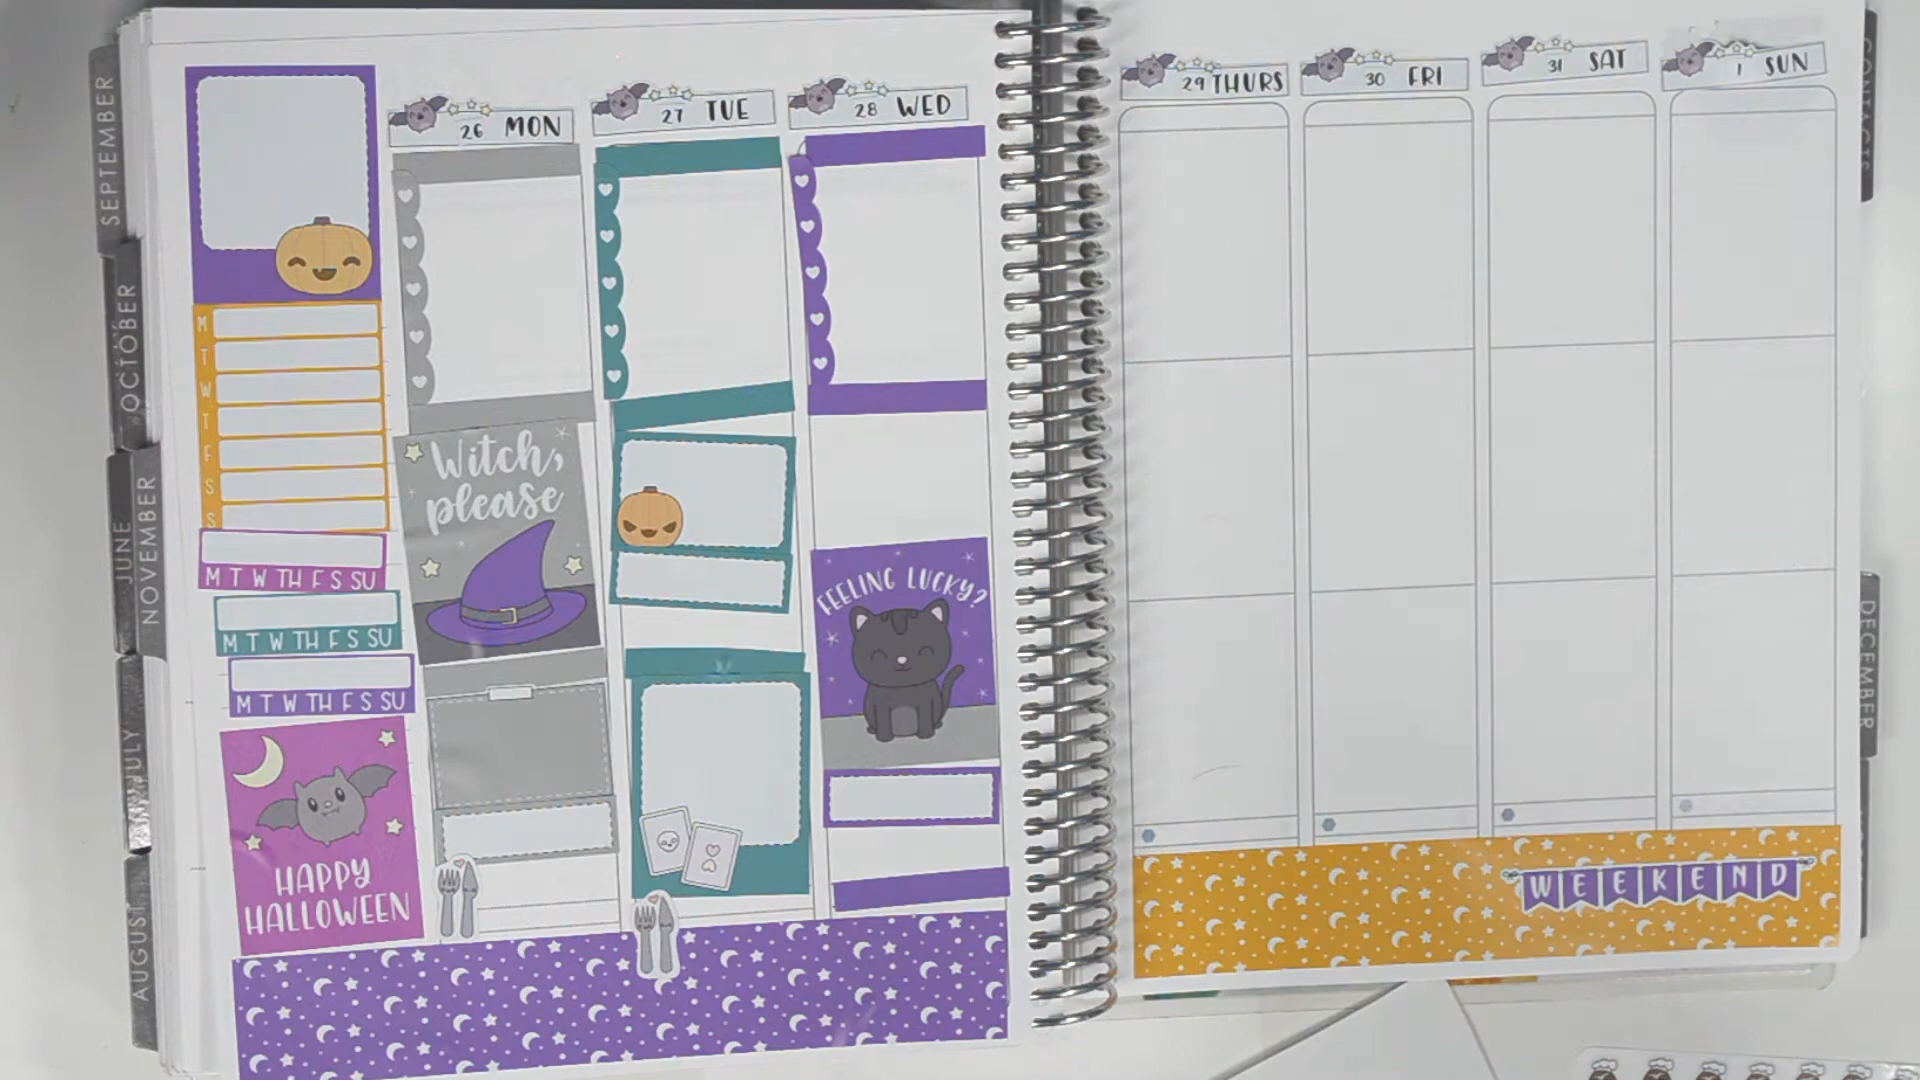 SEPTEMBER
OCTOBER
NOVEMBER
JUNE
JULY
AUGUST
CONTACTS
DECEMBER
26 MON
27 TUE
28 WED
29 THURS
30 FRI
31 SAT
1 SUN
M
T
W
T
F
S
S
M T W TH F S SU
M T W TH F S SU
M T W TH F S SU
HAPPY
HALLOWEEN
Witch,
please
FEELING LUCKY?
WEEKEND